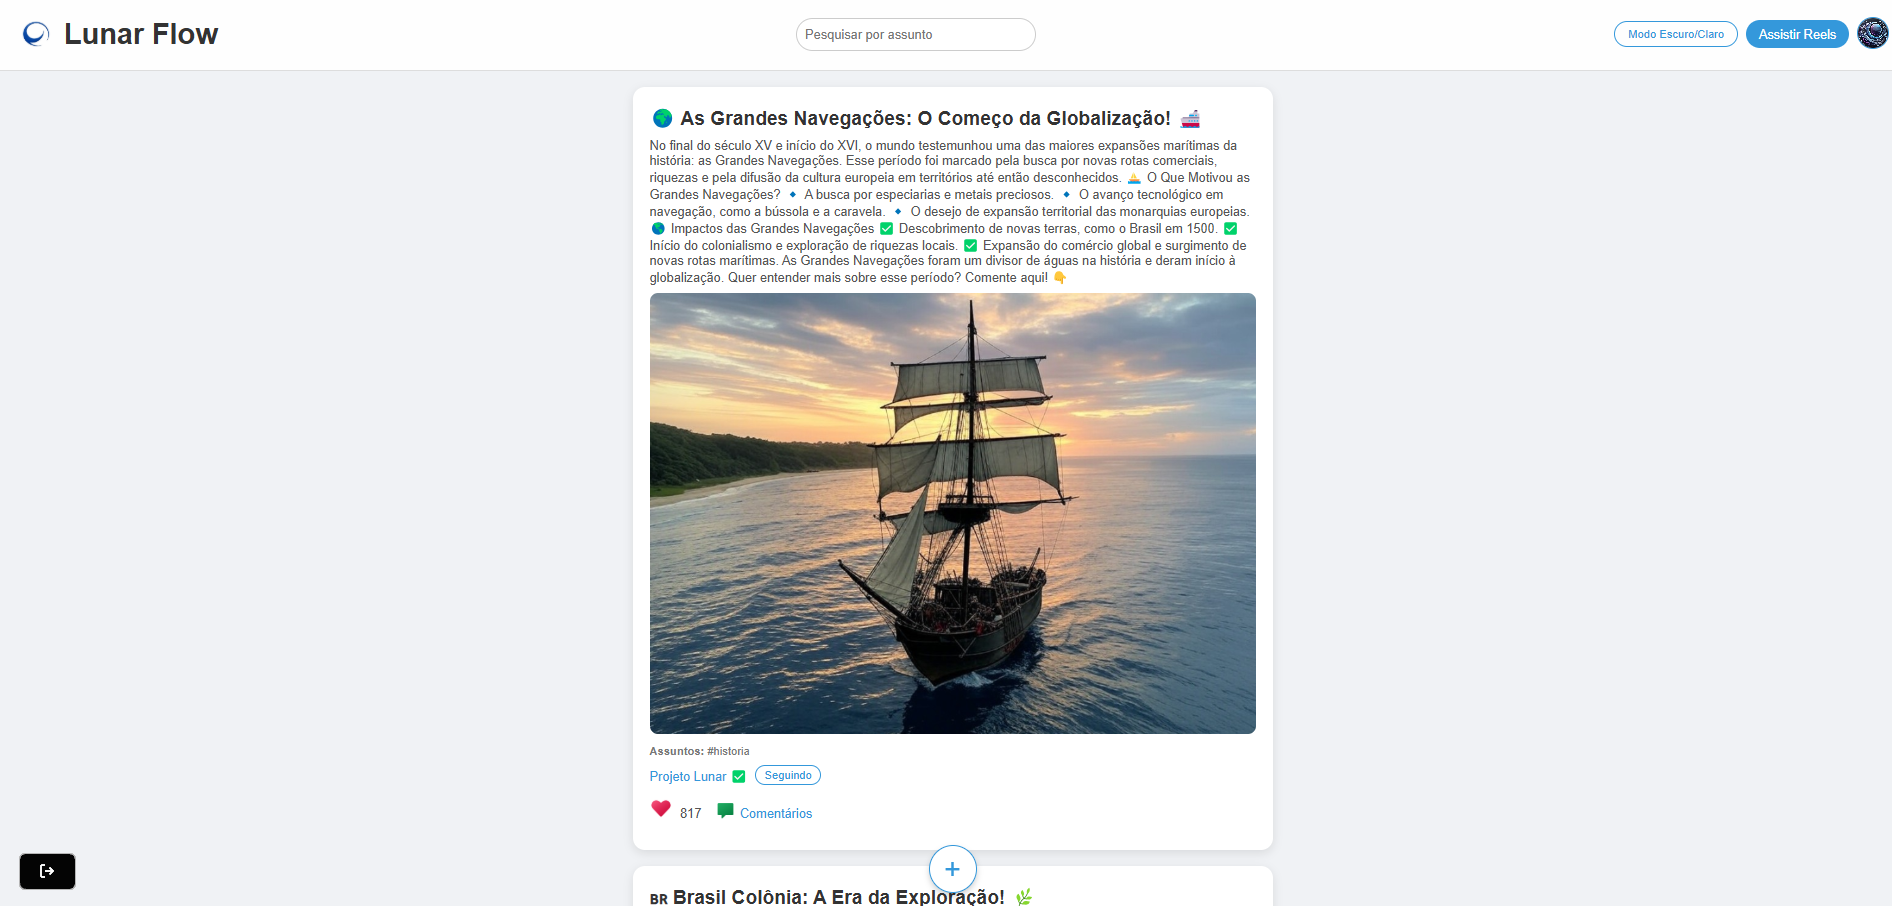 Lunar Flow
Pesquisar por assunto
Modo Escuro/Claro
Assistir Reels
🌍 As Grandes Navegações: O Começo da Globalização! 🚢
No final do século XV e início do XVI, o mundo testemunhou uma das maiores expansões marítimas da
história: as Grandes Navegações. Esse período foi marcado pela busca por novas rotas comerciais,
riquezas e pela difusão da cultura europeia em territórios até então desconhecidos. ⛵ O Que Motivou as
Grandes Navegações? 🔹 A busca por especiarias e metais preciosos. 🔹 O avanço tecnológico em
navegação, como a bússola e a caravela. 🔹 O desejo de expansão territorial das monarquias europeias.
🌎 Impactos das Grandes Navegações ✅ Descobrimento de novas terras, como o Brasil em 1500. ✅
Início do colonialismo e exploração de riquezas locais. ✅ Expansão do comércio global e surgimento de
novas rotas marítimas. As Grandes Navegações foram um divisor de águas na história e deram início à
globalização. Quer entender mais sobre esse período? Comente aqui! 👇
Assuntos: #historia
Projeto Lunar ✅ Seguindo
817 Comentários
+
BR Brasil Colônia: A Era da Exploração! 🌿